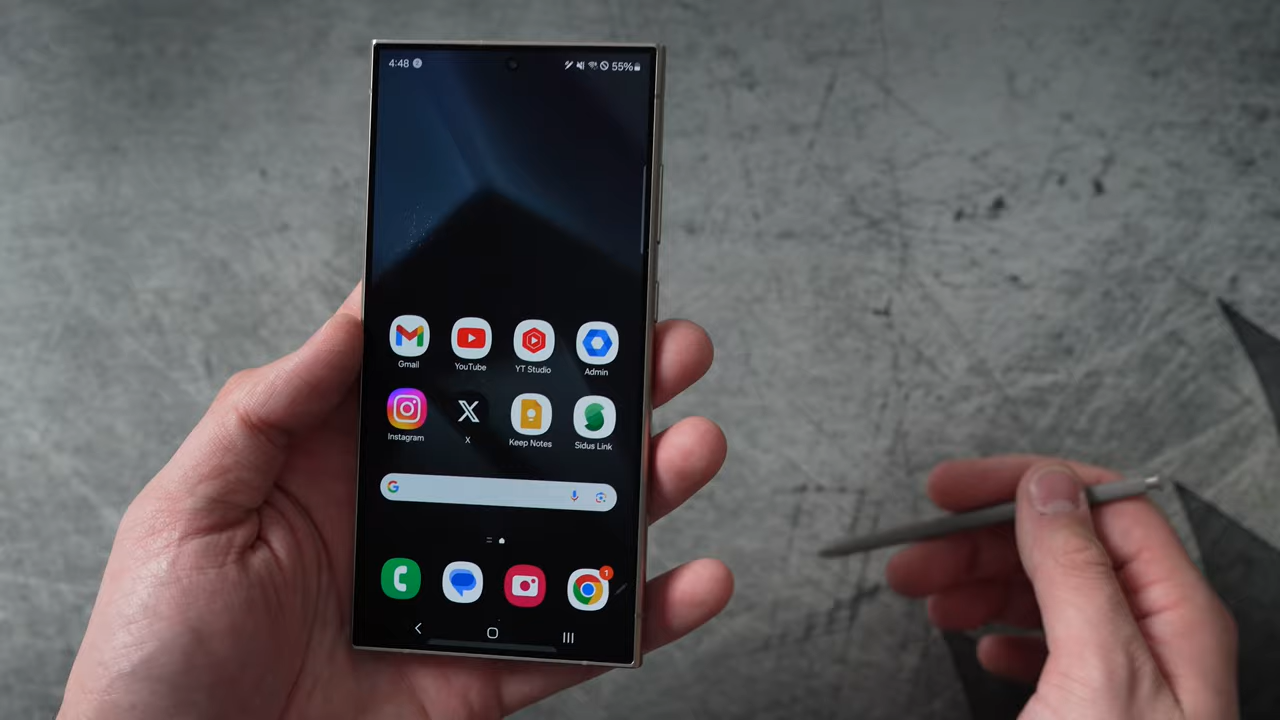 4:48
55%
Gmail
YouTube
YT Studio
Admin
Instagram
X
Keep Notes
Sidus Link
1